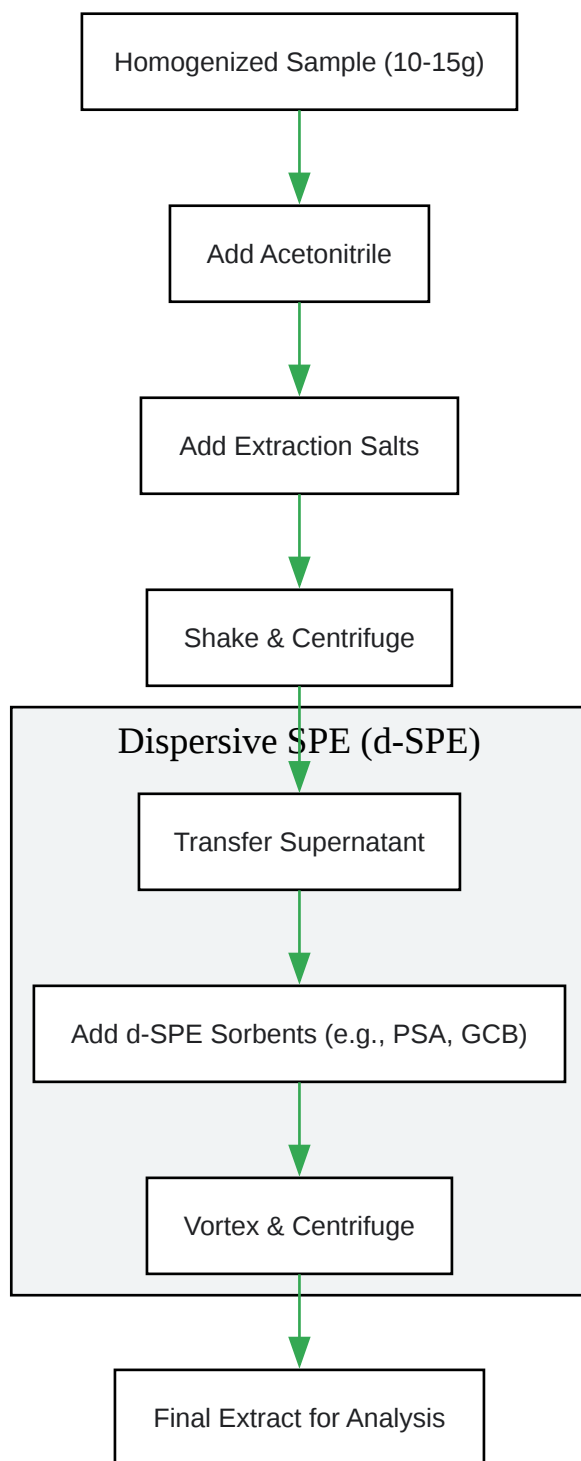 Homogenized Sample (10-15g)
Add Acetonitrile
Add Extraction Salts
Shake & Centrifuge
Dispersive SPE (d-SPE)
Transfer Supernatant
Add d-SPE Sorbents (e.g., PSA, GCB)
Vortex & Centrifuge
Final Extract for Analysis